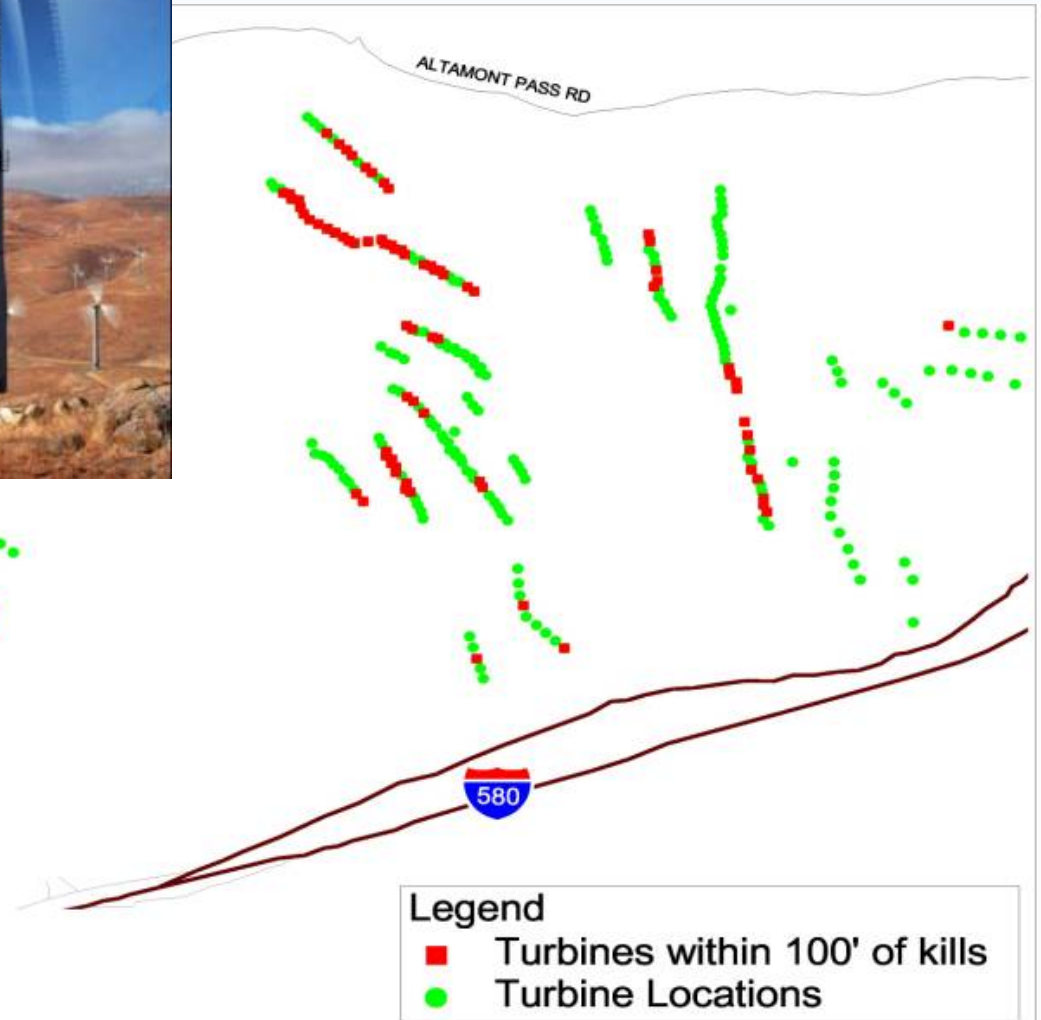 ALTAMONT PASS RD
580
Legend
Turbines within 100' of kills
Turbine Locations